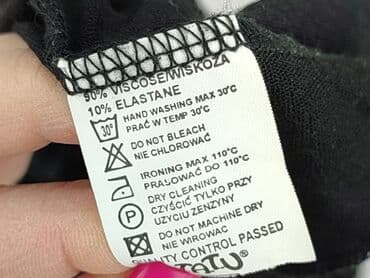 90% VISCOSE/WISKOZA
10% ELASTANE
30° HAND WASHING MAX 30°C
PRAĆ W TEMP 30°C
DO NOT BLEACH
NIE CHLOROWAĆ
IRONING MAX 110°C
PRASOWAĆ DO 110°C
DRY CLEANING
P CZYŚCIĆ TYLKO PRZY
UŻYCIU ZENZYNY
DO NOT MACHINE DRY
NIE WIROWAĆ
QUALITY CONTROL PASSED